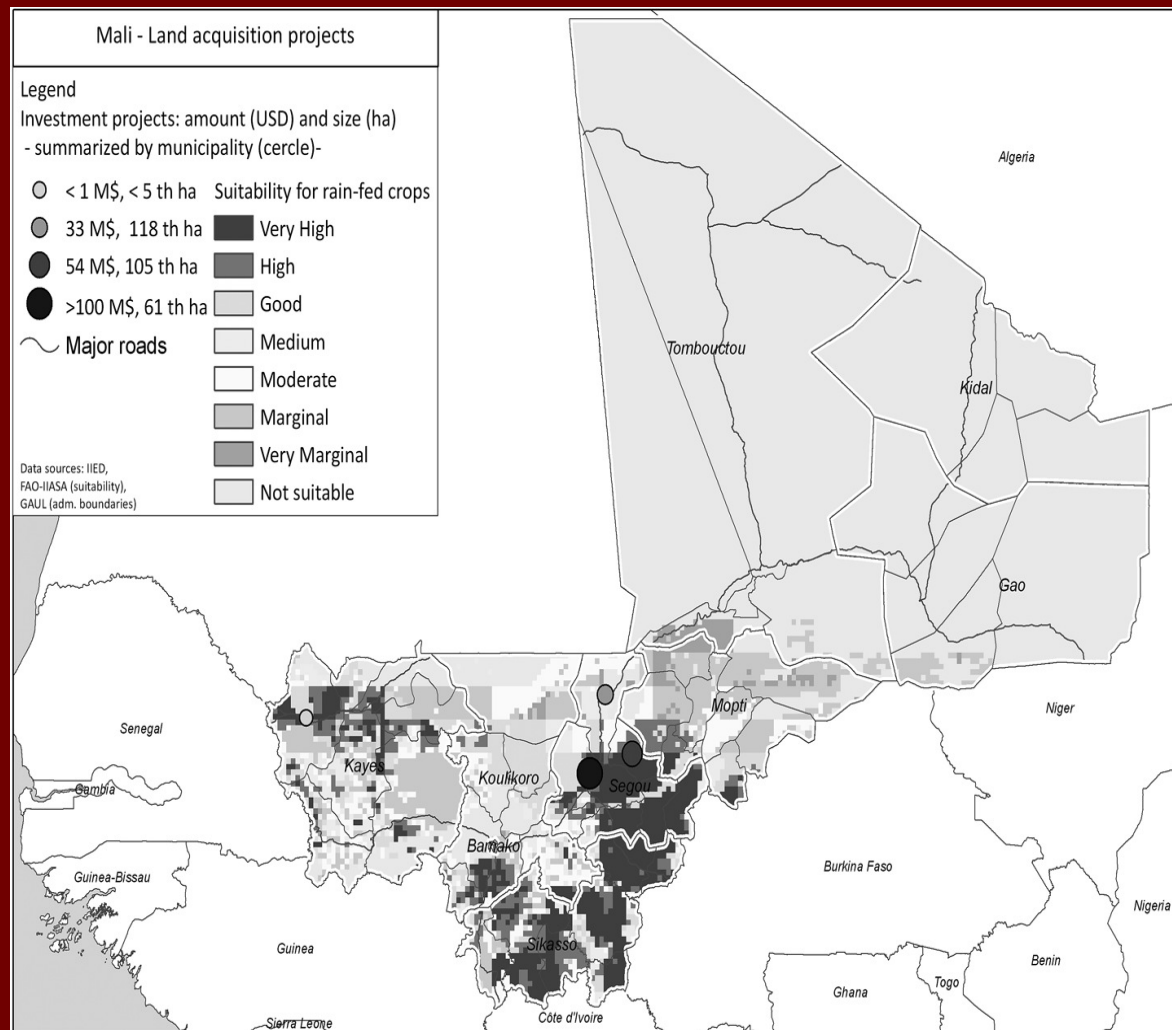 Mali - Land acquisition projects
Legend
Investment projects: amount (USD) and size (ha)
- summarized by municipality (cercle)-
< 1 M$, < 5 th ha
33 M$, 118 th ha
54 M$, 105 th ha
>100 M$, 61 th ha
Major roads
Suitability for rain-fed crops
Very High
High
Good
Medium
Moderate
Marginal
Very Marginal
Not suitable
Data sources: IIED,
FAO-IIASA (suitability),
GAUL (adm. boundaries)
Algeria
Tombouctou
Kidal
Gao
Mopti
Niger
Senegal
Kayes
Koulikoro
Segou
Gambia
Bamako
Burkina Faso
Guinea-Bissau
Nigeria
Sikasso
Guinea
Benin
Togo
Ghana
Côte d'Ivoire
Sierra Leone